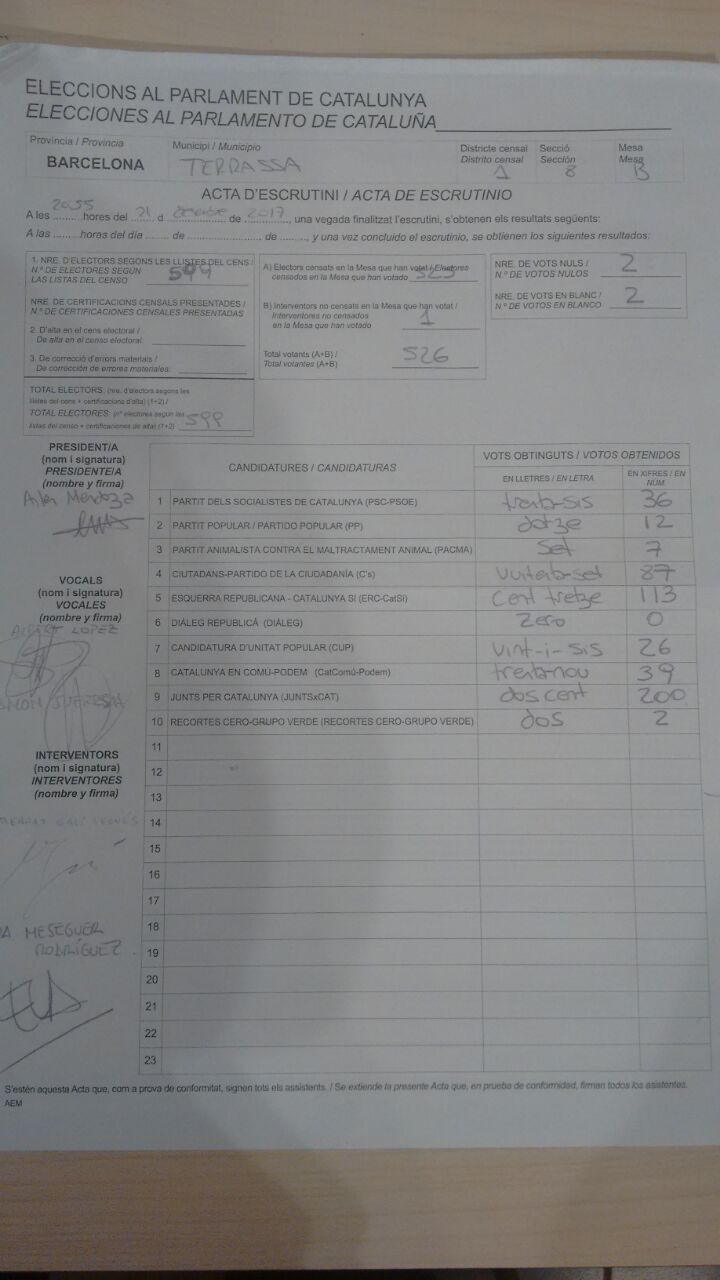 ELECCIONS AL PARLAMENT DE CATALUNYA
ELECCIONES AL PARLAMENTO DE CATALUÑA
Provincia / Provincia
BARCELONA
Municipi / Municipio
TERRASSA
Districte censal
Distrito censal
1
Secció
Sección
8
Mesa
Mesa
B
ACTA D'ESCRUTINI / ACTA DE ESCRUTINIO
A les 2055 hores del 21 d de 2017, una vegada finalitzat l'escrutini, s'obtenen els resultats següents:
A las ........ horas del día ....... de ...................... de ......., y una vez concluido el escrutinio, se obtienen los siguientes resultados:
1. NRE. D'ELECTORS SEGONS LES LLISTES DEL CENS /
N.º DE ELECTORES SEGÚN
LAS LISTAS DEL CENSO
NRE. DE CERTIFICACIONS CENSALS PRESENTADES /
N.º DE CERTIFICACIONES CENSALES PRESENTADAS
2. D'alta en el cens electoral /
De alta en el censo electoral:
3. De correcció d'errors materials /
De corrección de errores materiales:
TOTAL ELECTORS: (nre. d'electors segons les
llistes del cens + certificacions d'alta) (1+2) /
TOTAL ELECTORES: (nº electores según las
listas del censo + certificaciones de alta) (1+2) 599
A) Electors censats en la Mesa que han votat / Electores
censados en la Mesa que han votado 525
B) Interventors no censats en la Mesa que han votat /
Interventores no censados
en la Mesa que han votado 1
Total votants (A+B) /
Total votantes (A+B) 526
NRE. DE VOTS NULS /
N.º DE VOTOS NULOS 2
NRE. DE VOTS EN BLANC /
N.º DE VOTOS EN BLANCO 2
PRESIDENT/A
(nom i signatura)
PRESIDENTE/A
(nombre y firma)
Mendoza
VOCALS
(nom i signatura)
VOCALES
(nombre y firma)
ALBERT LOPEZ
INTERVENTORS
(nom i signatura)
INTERVENTORES
(nombre y firma)
MESEGUER
RODRÍGUEZ
CANDIDATURES / CANDIDATURAS
VOTS OBTINGUTS / VOTOS OBTENIDOS
EN LLETRES / EN LETRA
EN XIFRES / EN NÚM.
1 PARTIT DELS SOCIALISTES DE CATALUNYA (PSC-PSOE) trenta-sis 36
2 PARTIT POPULAR / PARTIDO POPULAR (PP) dotze 12
3 PARTIT ANIMALISTA CONTRA EL MALTRACTAMENT ANIMAL (PACMA) set 7
4 CIUTADANS-PARTIDO DE LA CIUDADANÍA (C's) vuitenta-set 87
5 ESQUERRA REPUBLICANA - CATALUNYA SÍ (ERC-CatSí) cent tretze 113
6 DIÀLEG REPUBLICÀ (DIÀLEG) zero 0
7 CANDIDATURA D'UNITAT POPULAR (CUP) vint-i-sis 26
8 CATALUNYA EN COMÚ-PODEM (CatComú-Podem) trenta-nou 39
9 JUNTS PER CATALUNYA (JUNTSxCAT) dos cent 200
10 RECORTES CERO-GRUPO VERDE (RECORTES CERO-GRUPO VERDE) dos 2
11
12
13
14
15
16
17
18
19
20
21
22
23
S'estén aquesta Acta que, com a prova de conformitat, signen tots els assistents. / Se extiende la presente Acta que, en prueba de conformidad, firman todos los asistentes.
AEM